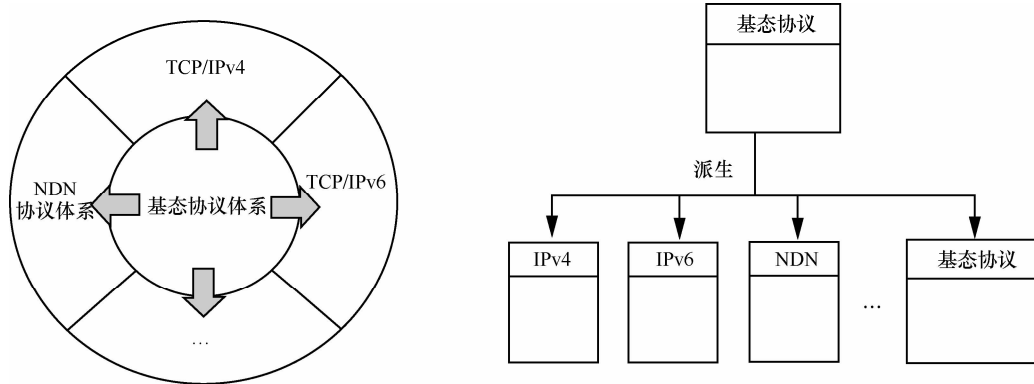 TCP/IPv4
NDN
协议体系
基态协议体系
TCP/IPv6
...
基态协议
派生
IPv4
IPv6
NDN
...
基态协议